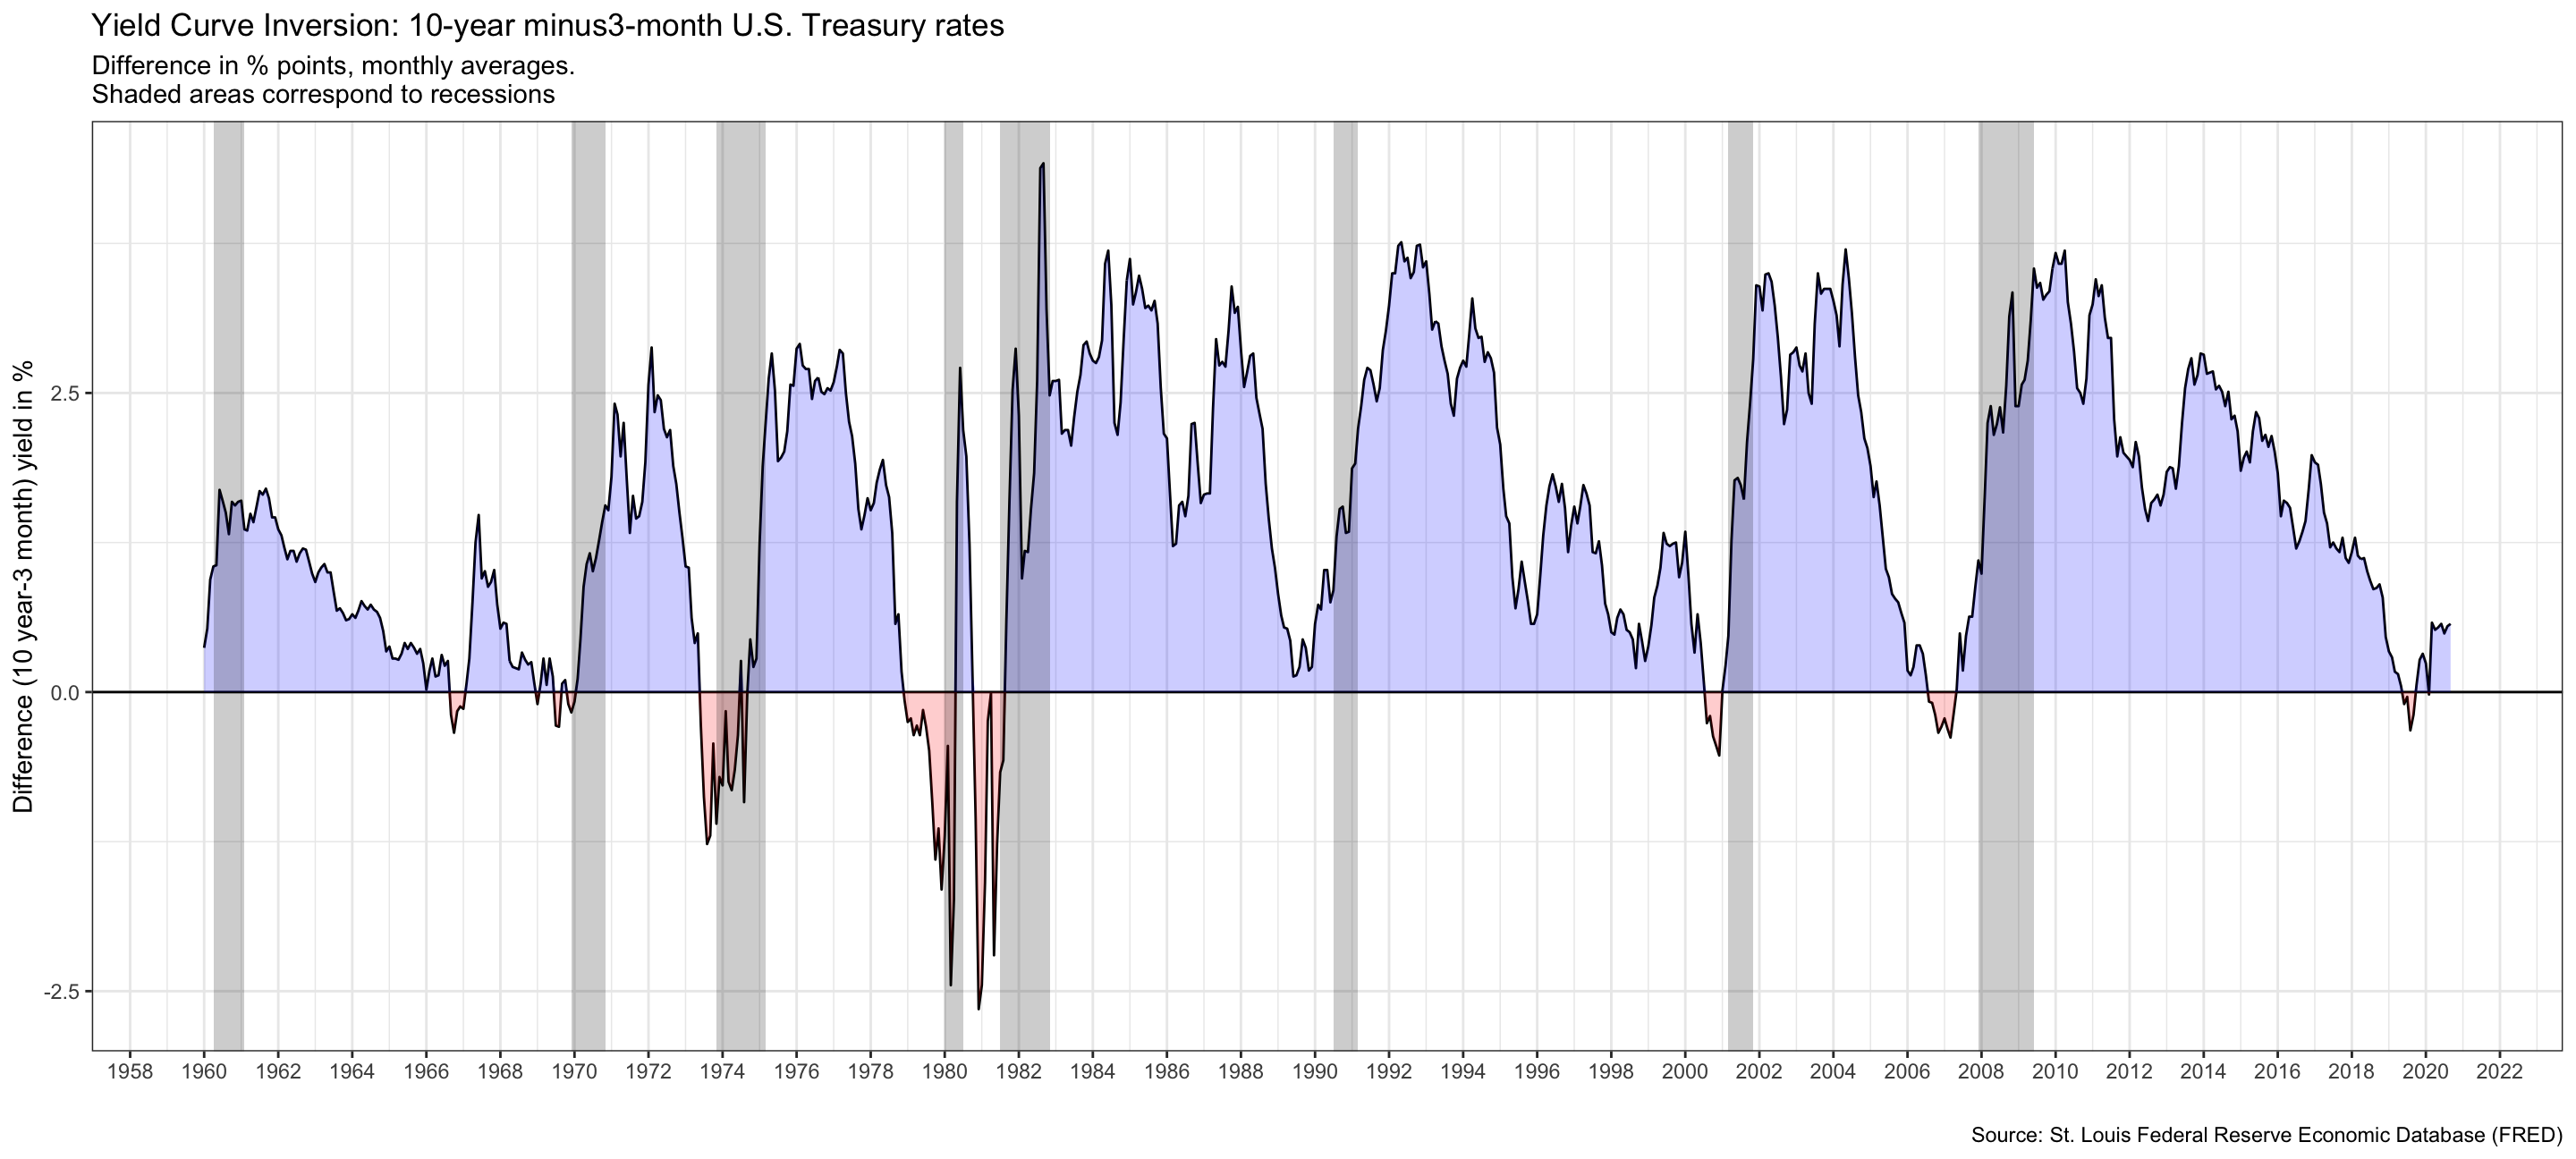 Yield Curve Inversion: 10-year minus3-month U.S. Treasury rates
Difference in % points, monthly averages.
Shaded areas correspond to recessions
Difference (10 year-3 month) yield in %
2.5
0.0
-2.5
1958 1960 1962 1964 1966 1968 1970 1972 1974 1976 1978 1980 1982 1984 1986 1988 1990 1992 1994 1996 1998 2000 2002 2004 2006 2008 2010 2012 2014 2016 2018 2020 2022
Source: St. Louis Federal Reserve Economic Database (FRED)